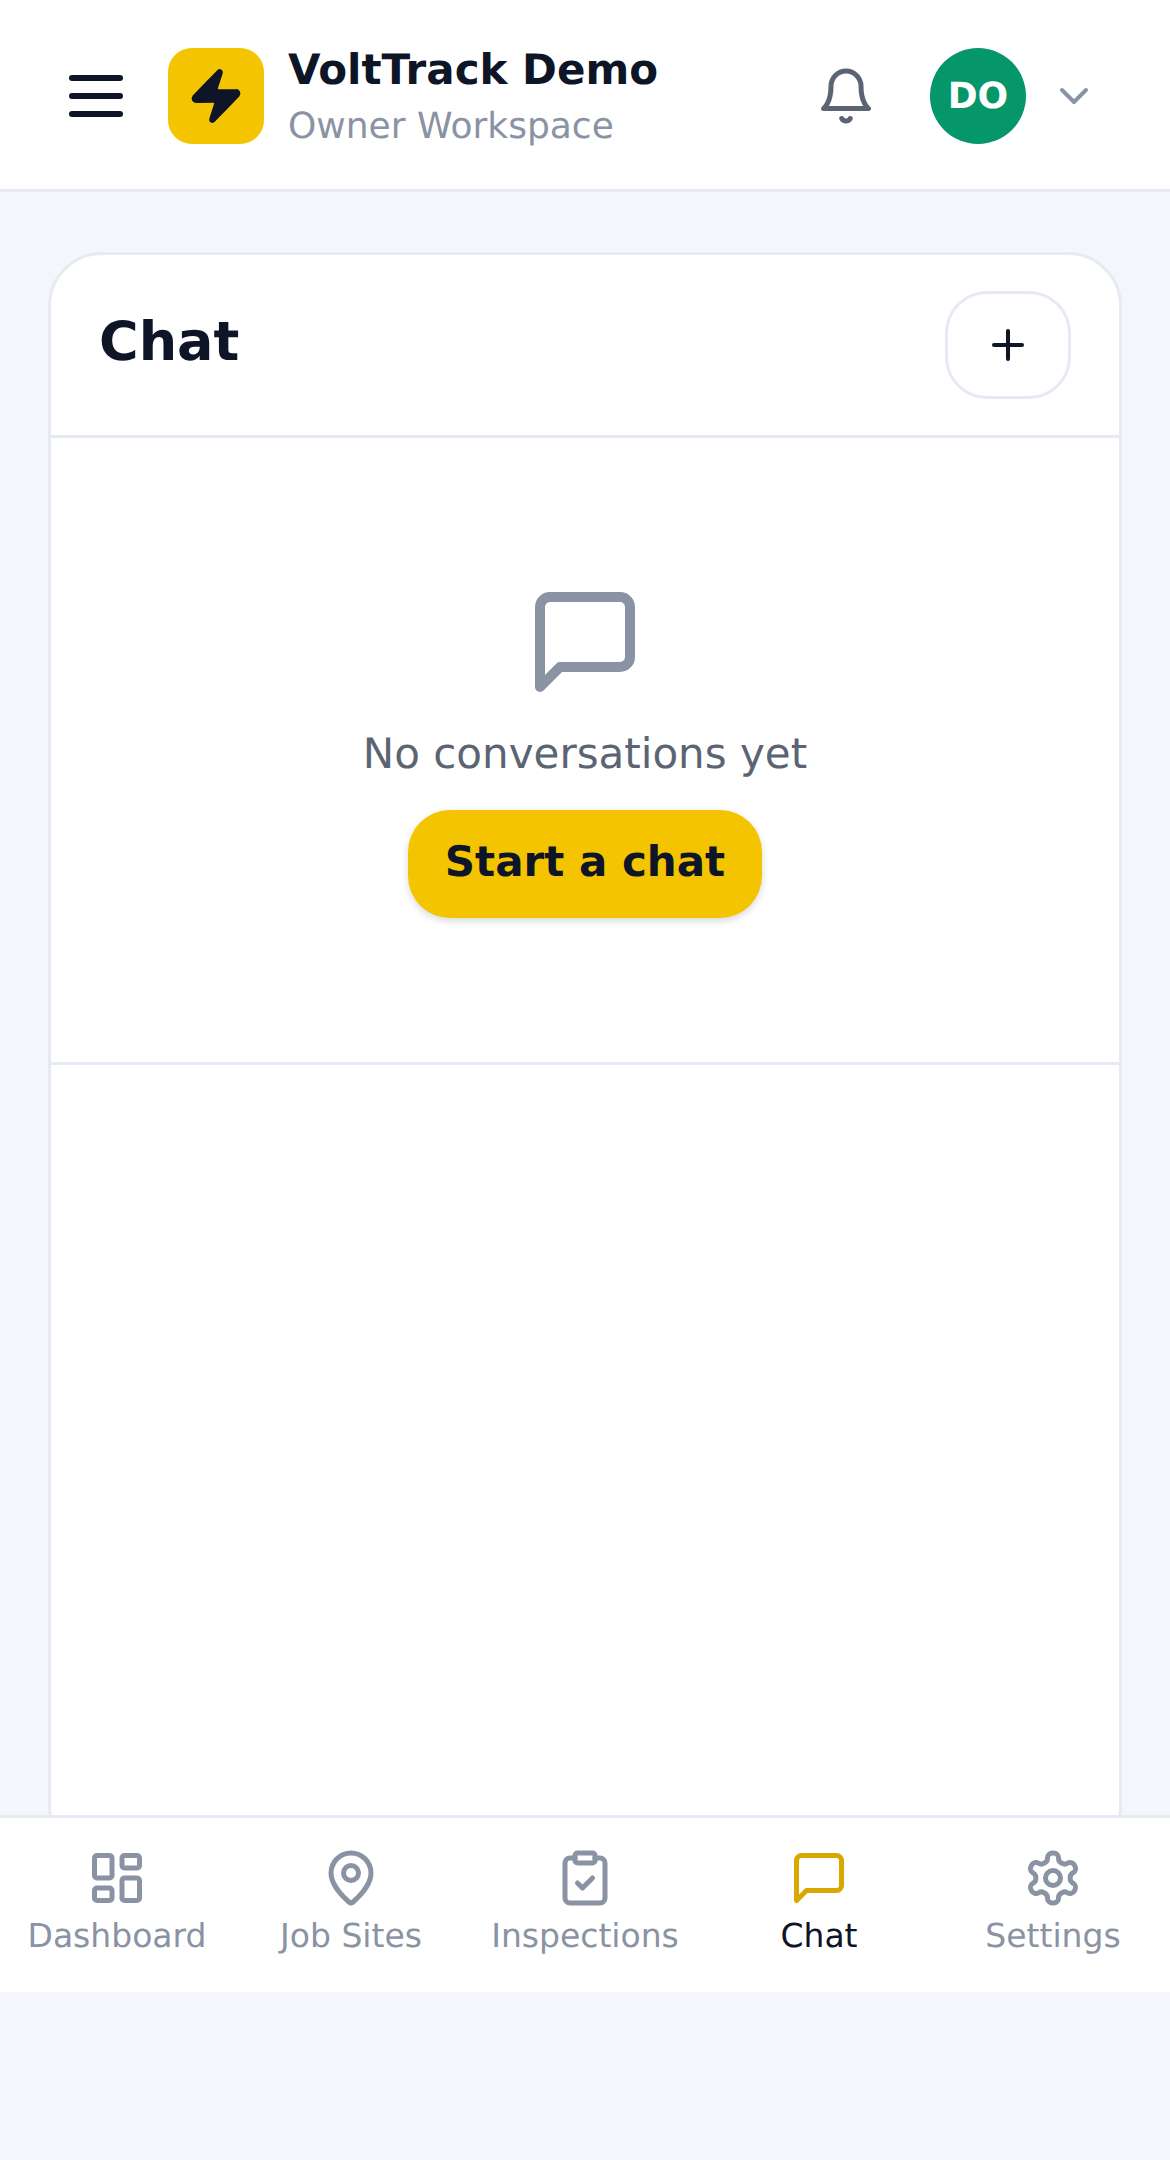 VoltTrack Demo
Owner Workspace
DO
Chat
No conversations yet
Start a chat
Dashboard
Job Sites
Inspections
Chat
Settings